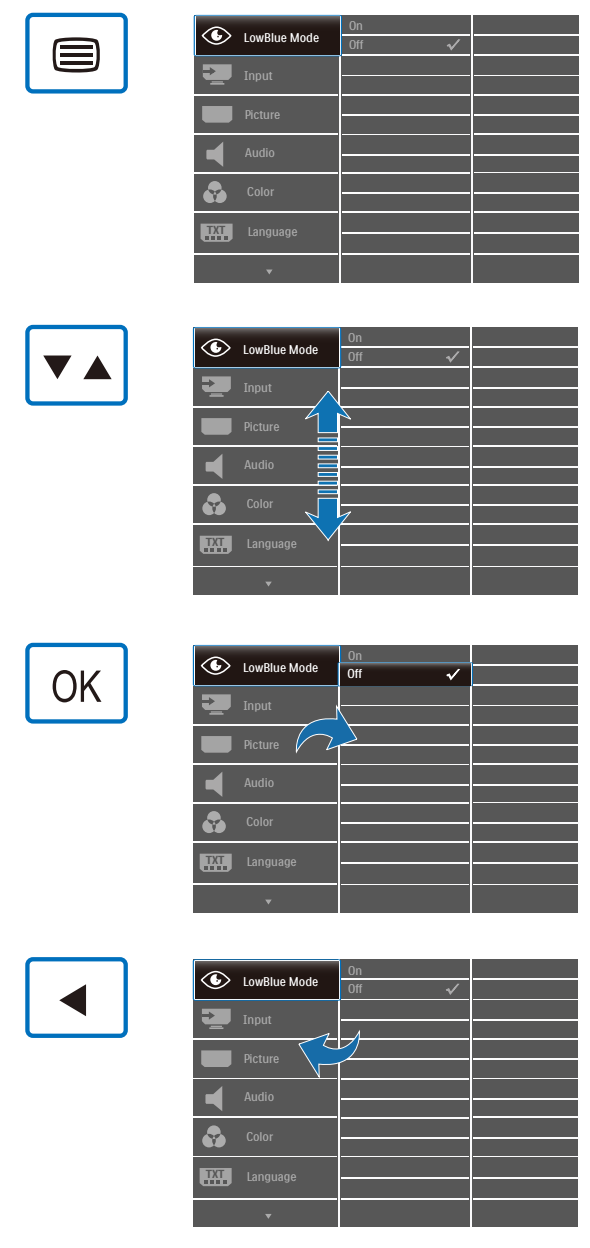 On
LowBlue Mode
Off
Input
Picture
Audio
Color
TXT
Language
On
LowBlue Mode
Off
Input
Picture
Audio
Color
TXT
Language
OK
On
LowBlue Mode
Off
Input
Picture
Audio
Color
TXT
Language
On
LowBlue Mode
Off
Input
Picture
Audio
Color
TXT
Language